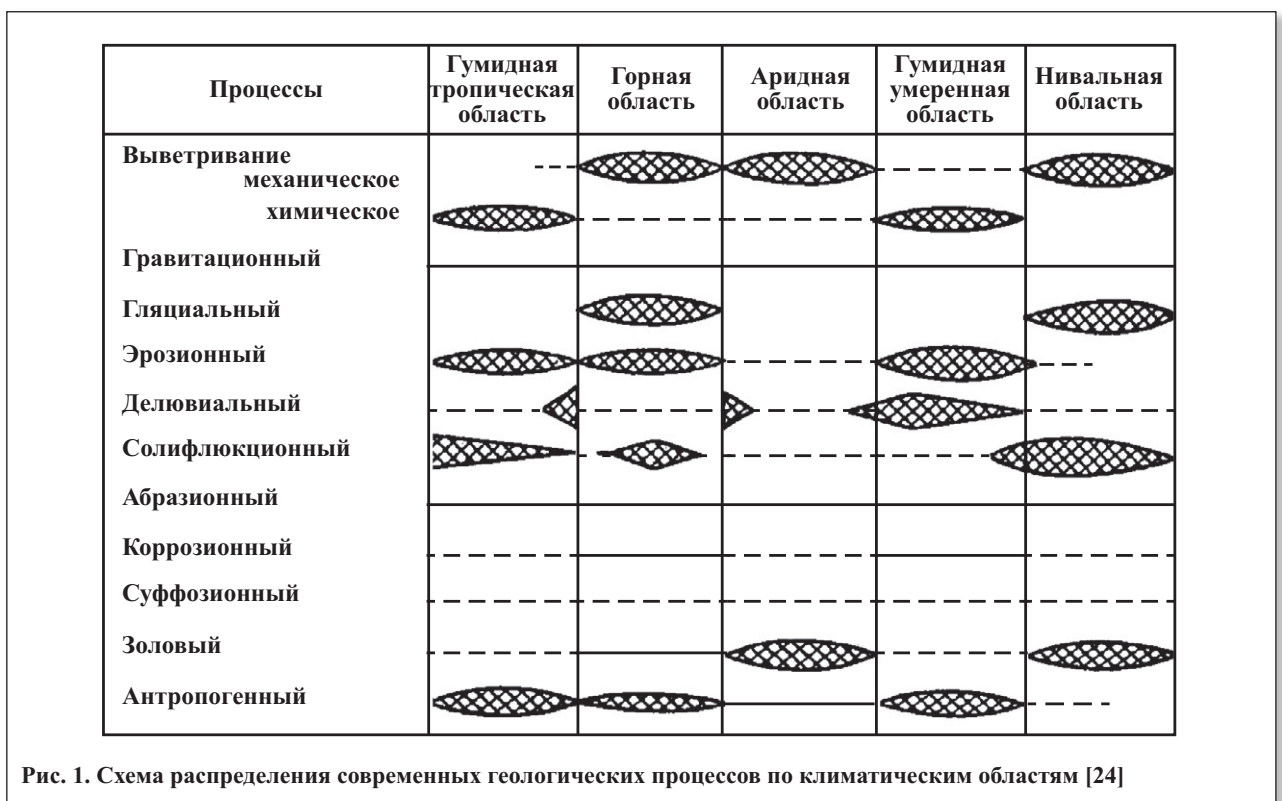 Процессы
Гумидная
тропическая
область
Горная
область
Аридная
область
Гумидная
умеренная
область
Нивальная
область
Выветривание
механическое
химическое
Гравитационный
Гляциальный
Эрозионный
Делювиальный
Солифлюкционный
Абразионный
Коррозионный
Суффозионный
Золовый
Антропогенный
Рис. 1. Схема распределения современных геологических процессов по климатическим областям [24]